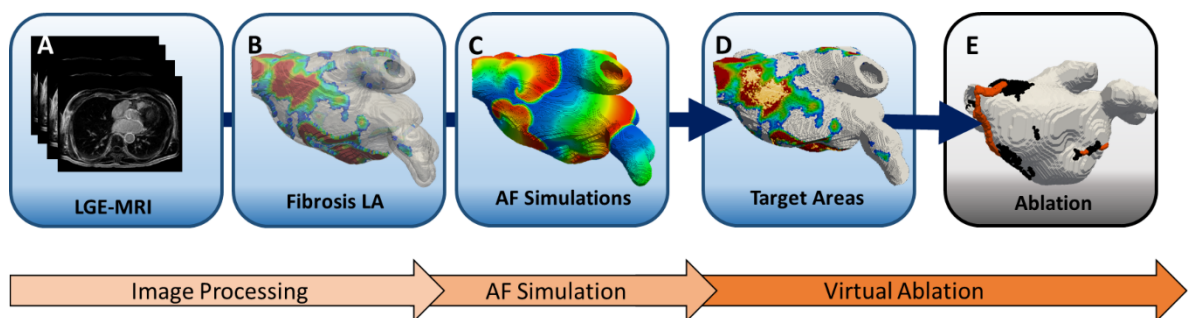 A
LGE-MRI
B
Fibrosis LA
C
AF Simulations
D
Target Areas
E
Ablation
Image Processing
AF Simulation
Virtual Ablation